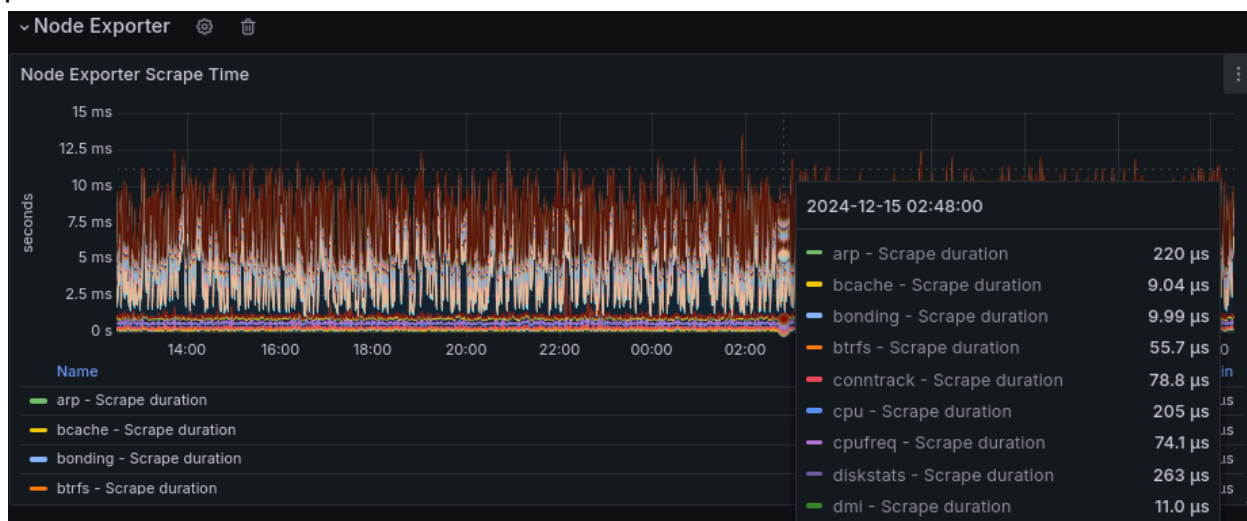 Node Exporter
Node Exporter Scrape Time
15 ms
12.5 ms
10 ms
7.5 ms
5 ms
2.5 ms
0 s
seconds
14:00 16:00 18:00 20:00 22:00 00:00 02:00
Name
arp - Scrape duration
bcache - Scrape duration
bonding - Scrape duration
btrfs - Scrape duration
2024-12-15 02:48:00
arp - Scrape duration 220 µs
bcache - Scrape duration 9.04 µs
bonding - Scrape duration 9.99 µs
btrfs - Scrape duration 55.7 µs
conntrack - Scrape duration 78.8 µs
cpu - Scrape duration 205 µs
cpufreq - Scrape duration 74.1 µs
diskstats - Scrape duration 263 µs
dmi - Scrape duration 11.0 µs